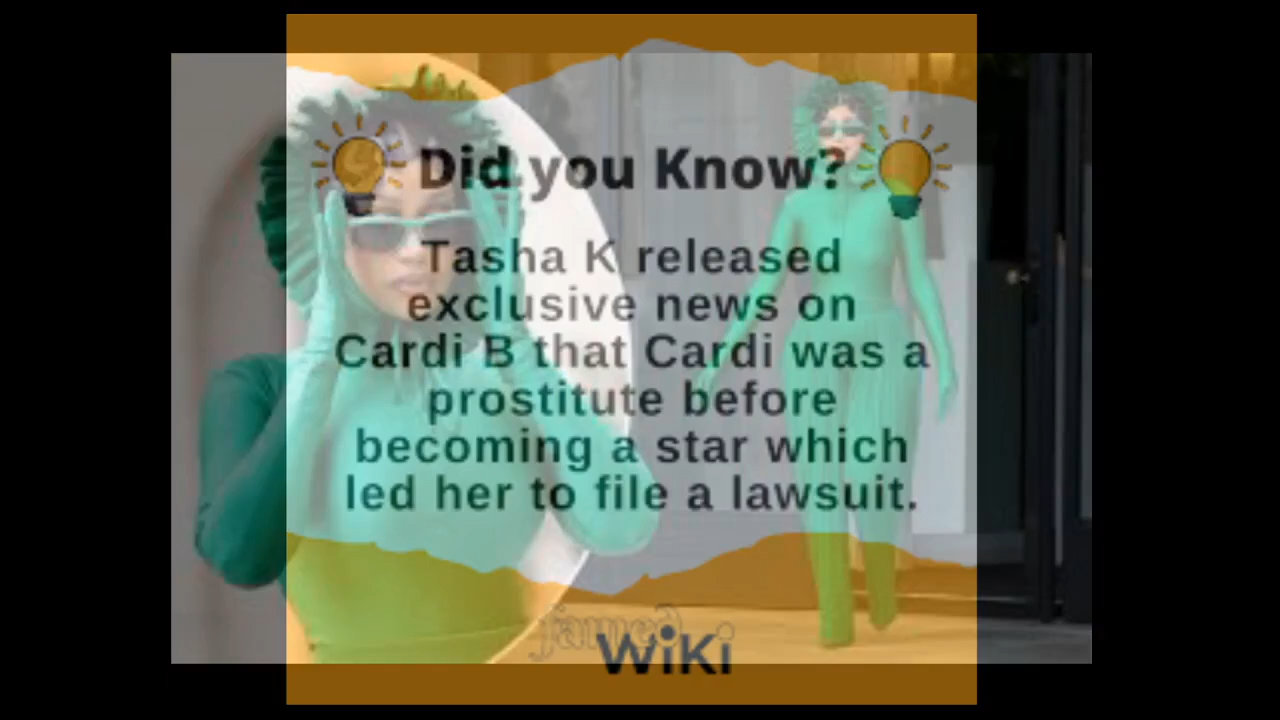 Did you Know?
Tasha K released
exclusive news on
Cardi B that Cardi was a
prostitute before
becoming a star which
led her to file a lawsuit.
famed
WiKi